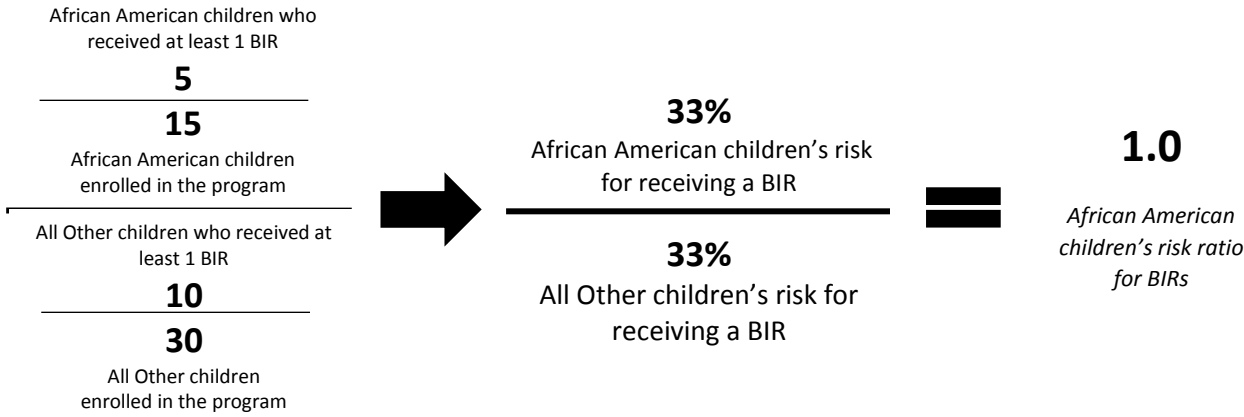 African American children who
received at least 1 BIR
5
15
African American children
enrolled in the program
All Other children who received at
least 1 BIR
10
30
All Other children
enrolled in the program
33%
African American children’s risk
for receiving a BIR
33%
All Other children’s risk for
receiving a BIR
1.0
African American
children’s risk ratio
for BIRs